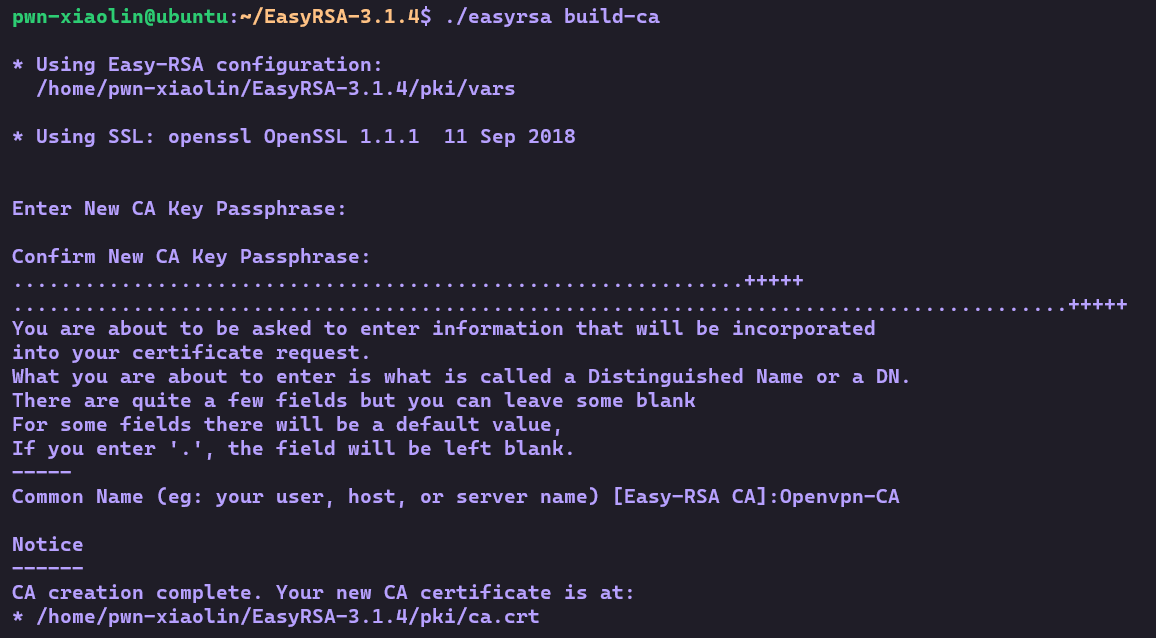 pwn-xiaolin@ubuntu:~/EasyRSA-3.1.4$ ./easyrsa build-ca
* Using Easy-RSA configuration:
/home/pwn-xiaolin/EasyRSA-3.1.4/pki/vars
* Using SSL: openssl OpenSSL 1.1.1  11 Sep 2018
Enter New CA Key Passphrase:
Confirm New CA Key Passphrase:
.............................................................+++++
........................................................................................+++++
You are about to be asked to enter information that will be incorporated
into your certificate request.
What you are about to enter is what is called a Distinguished Name or a DN.
There are quite a few fields but you can leave some blank
For some fields there will be a default value,
If you enter '.', the field will be left blank.
-----
Common Name (eg: your user, host, or server name) [Easy-RSA CA]:Openvpn-CA
Notice
------
CA creation complete. Your new CA certificate is at:
* /home/pwn-xiaolin/EasyRSA-3.1.4/pki/ca.crt